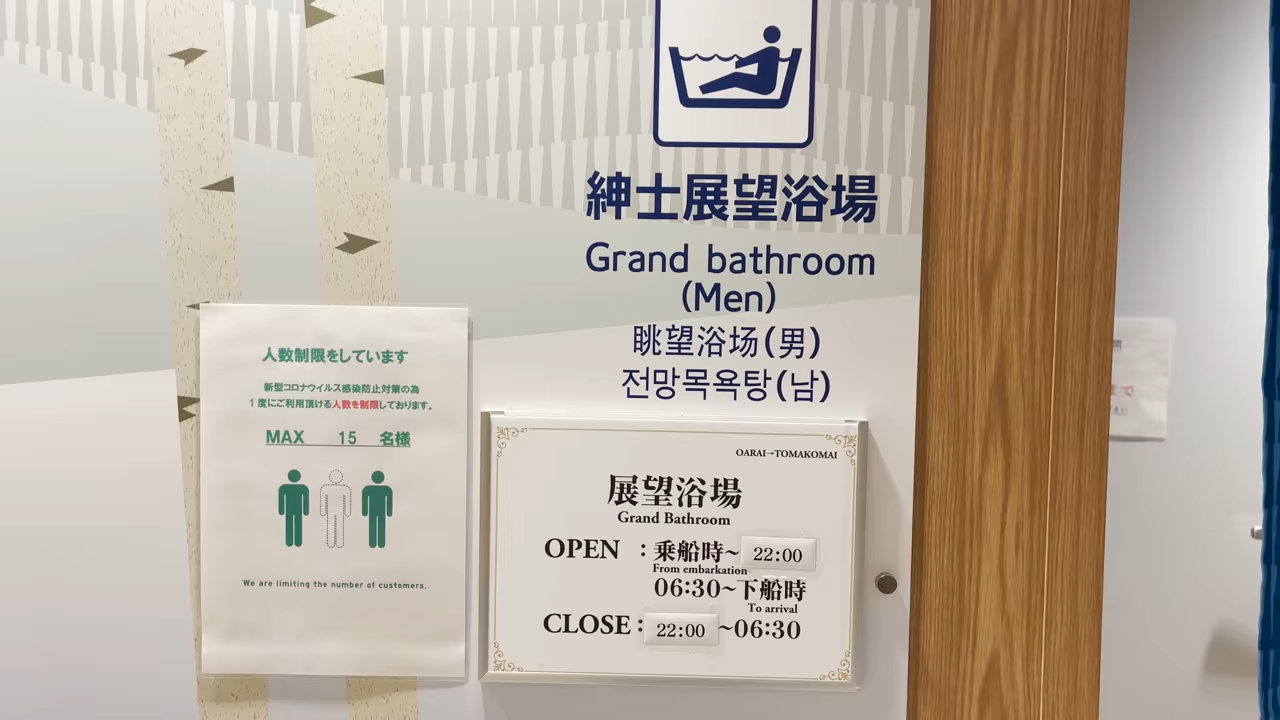 紳士展望浴場
Grand bathroom
(Men)
眺望浴场(男)
전망목욕탕(남)
人数制限をしています
新型コロナウイルス感染防止対策の為
1度にご利用頂ける人数を制限しております。
MAX 15 名様
We are limiting the number of customers.
OARAI→TOMAKOMAI
展望浴場
Grand Bathroom
OPEN :乗船時~ 22:00
From embarkation
06:30~下船時
To arrival
CLOSE: 22:00 ~06:30
まで
さい